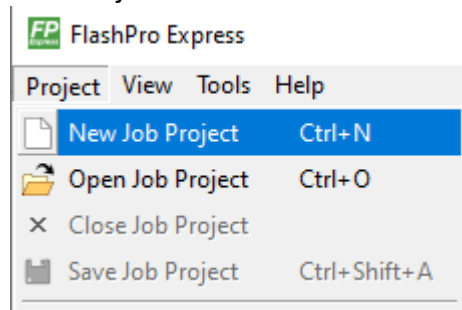 FP
Express
FlashPro Express
Project View Tools Help
New Job Project Ctrl+N
Open Job Project Ctrl+O
Close Job Project
Save Job Project Ctrl+Shift+A